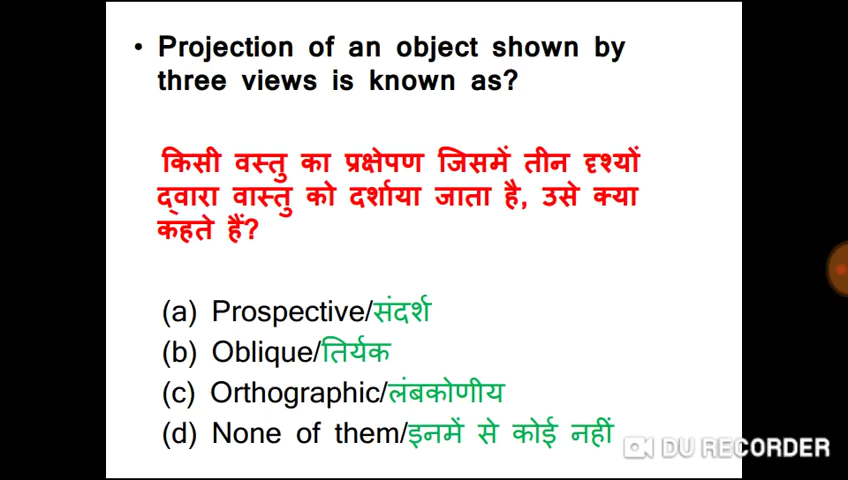 • Projection of an object shown by
three views is known as?
किसी वस्तु का प्रक्षेपण जिसमें तीन दृश्यों
द्वारा वास्तु को दर्शाया जाता है, उसे क्या
कहते हैं?
(a) Prospective/संदर्श
(b) Oblique/तिर्यक
(c) Orthographic/लंबकोणीय
(d) None of them/इनमें से कोई नहीं
DU RECORDER